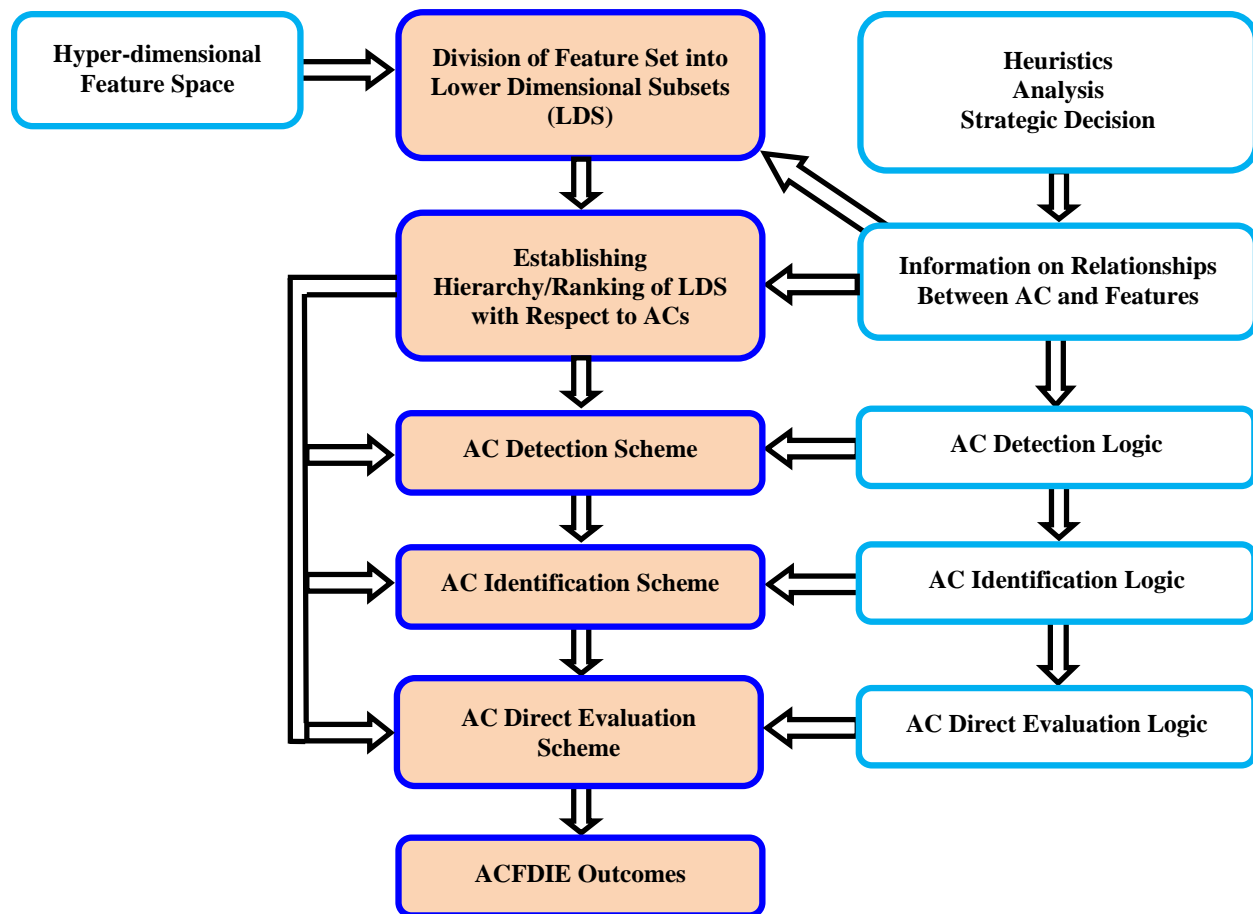 Hyper-dimensional
Feature Space
Division of Feature Set into
Lower Dimensional Subsets
(LDS)
Heuristics
Analysis
Strategic Decision
Establishing
Hierarchy/Ranking of LDS
with Respect to ACs
Information on Relationships
Between AC and Features
AC Detection Scheme
AC Detection Logic
AC Identification Scheme
AC Identification Logic
AC Direct Evaluation
Scheme
AC Direct Evaluation Logic
ACFDIE Outcomes